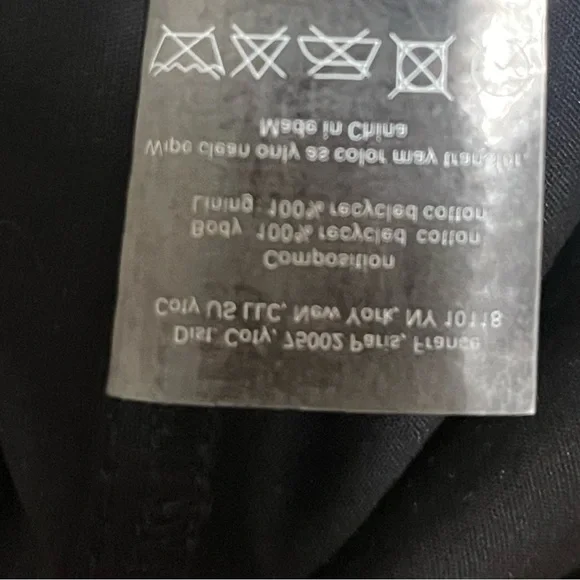 Dist. Coty, 75002 Paris, France
Coty US LLC, New York, NY 10118
Composition
Body 100% recycled cotton
Lining 100% recycled cotton
Wipe clean only as color may transfer
Made in China